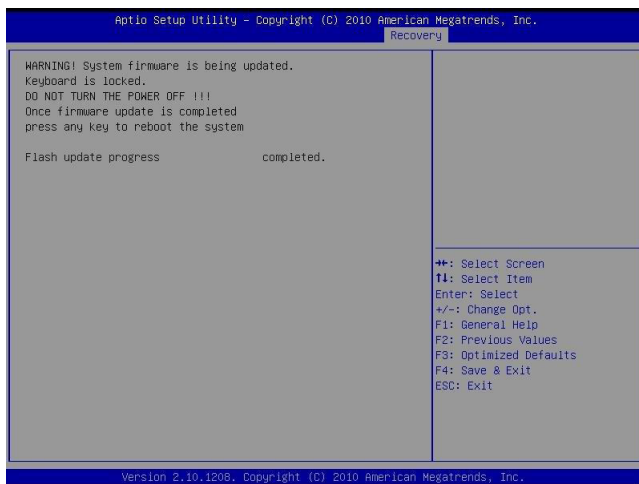 Aptio Setup Utility – Copyright (C) 2010 American Megatrends, Inc.
Recovery
WARNING! System firmware is being updated.
Keyboard is locked.
DO NOT TURN THE POWER OFF !!!
Once firmware update is completed
press any key to reboot the system
Flash update progress completed.
→←: Select Screen
↑↓: Select Item
Enter: Select
+/-: Change Opt.
F1: General Help
F2: Previous Values
F3: Optimized Defaults
F4: Save & Exit
ESC: Exit
Version 2.10.1208. Copyright (C) 2010 American Megatrends, Inc.